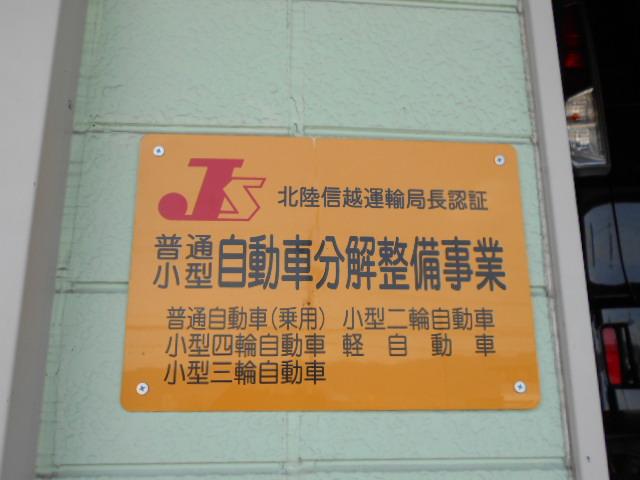 JS 北陸信越運輸局長認証
普通
小型 自動車分解整備事業
普通自動車(乗用) 小型二輪自動車
小型四輪自動車 軽自動車
小型三輪自動車